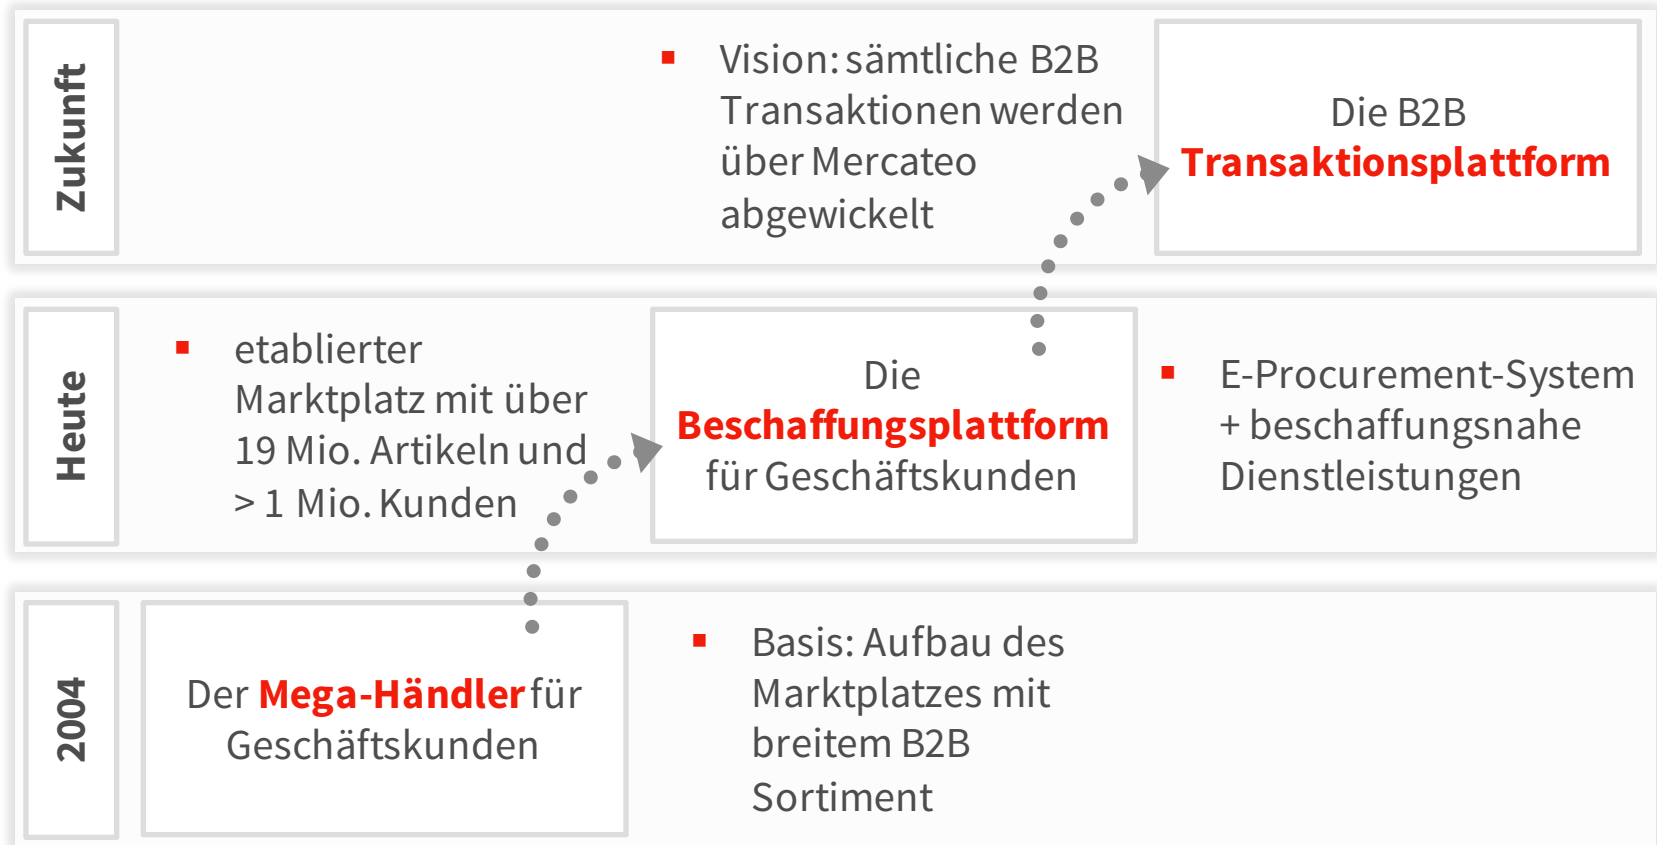 Zukunft
Vision: sämtliche B2B
Transaktionen werden
über Mercateo
abgewickelt
Die B2B
Transaktionsplattform
Heute
etablierter
Marktplatz mit über
19 Mio. Artikeln und
> 1 Mio. Kunden
Die
Beschaffungsplattform
für Geschäftskunden
E-Procurement-System
+ beschaffungsnahe
Dienstleistungen
2004
Der Mega-Händler für
Geschäftskunden
Basis: Aufbau des
Marktplatzes mit
breitem B2B
Sortiment